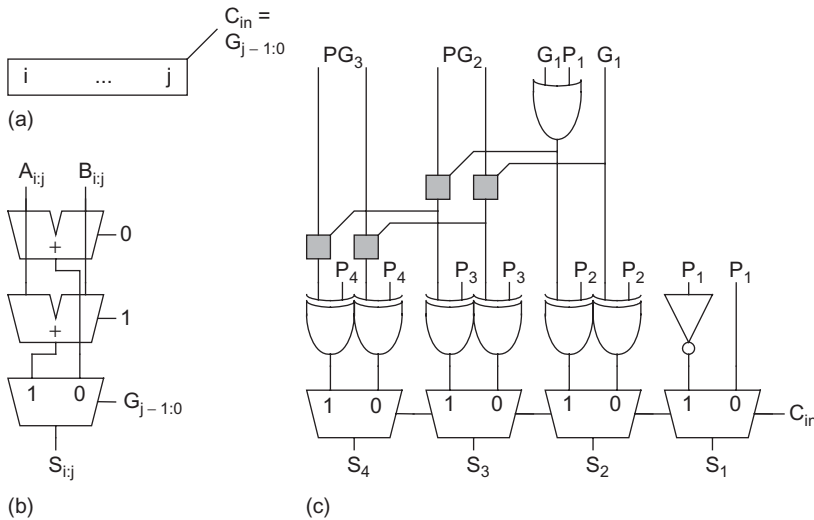 C_in =
G_j – 1:0
i ... j
(a)
A_i:j B_i:j
0
+
1
+
1 0
G_j – 1:0
S_i:j
(b)
PG_3 PG_2 G_1 P_1 G_1
P_4 P_4 P_3 P_3 P_2 P_2 P_1 P_1
1 0 1 0 1 0 1 0
C_in
S_4 S_3 S_2 S_1
(c)